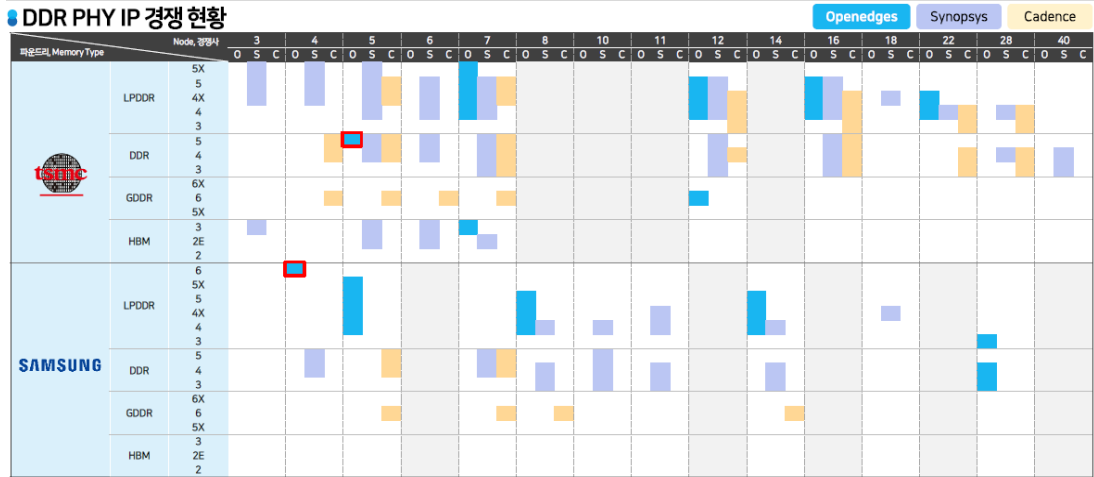 DDR PHY IP 경쟁 현황
Openedges Synopsys Cadence
Node, 경쟁사 3 4 5 6 7 8 10 11 12 14 16 18 22 28 40
파운드리, Memory Type O S C O S C O S C O S C O S C O S C O S C O S C O S C O S C O S C O S C O S C O S C O S C
5X
5
LPDDR 4X
4
3
5
DDR 4
3
tsmc
6X
GDDR 6
5X
3
HBM 2E
2
6
5X
5
LPDDR 4X
4
3
5
SAMSUNG DDR 4
3
6X
GDDR 6
5X
3
HBM 2E
2